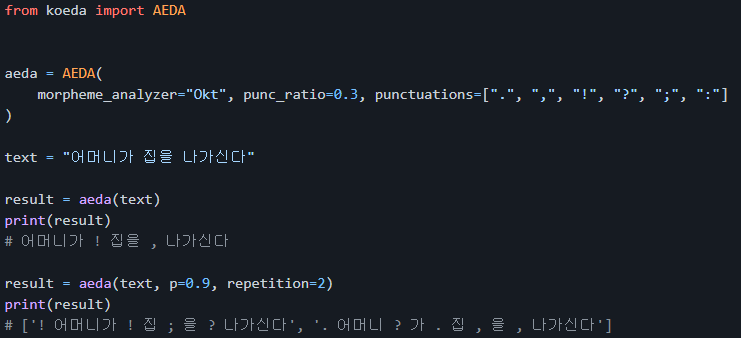 from koeda import AEDA
aeda = AEDA(
    morpheme_analyzer="Okt", punc_ratio=0.3, punctuations=[".", ",", "!", "?", ";", ":"]
)
text = "어머니가 집을 나가신다"
result = aeda(text)
print(result)
# 어머니가 ! 집을 , 나가신다
result = aeda(text, p=0.9, repetition=2)
print(result)
# ['! 어머니가 ! 집 ; 을 ? 나가신다', '. 어머니 ? 가 . 집 , 을 , 나가신다']